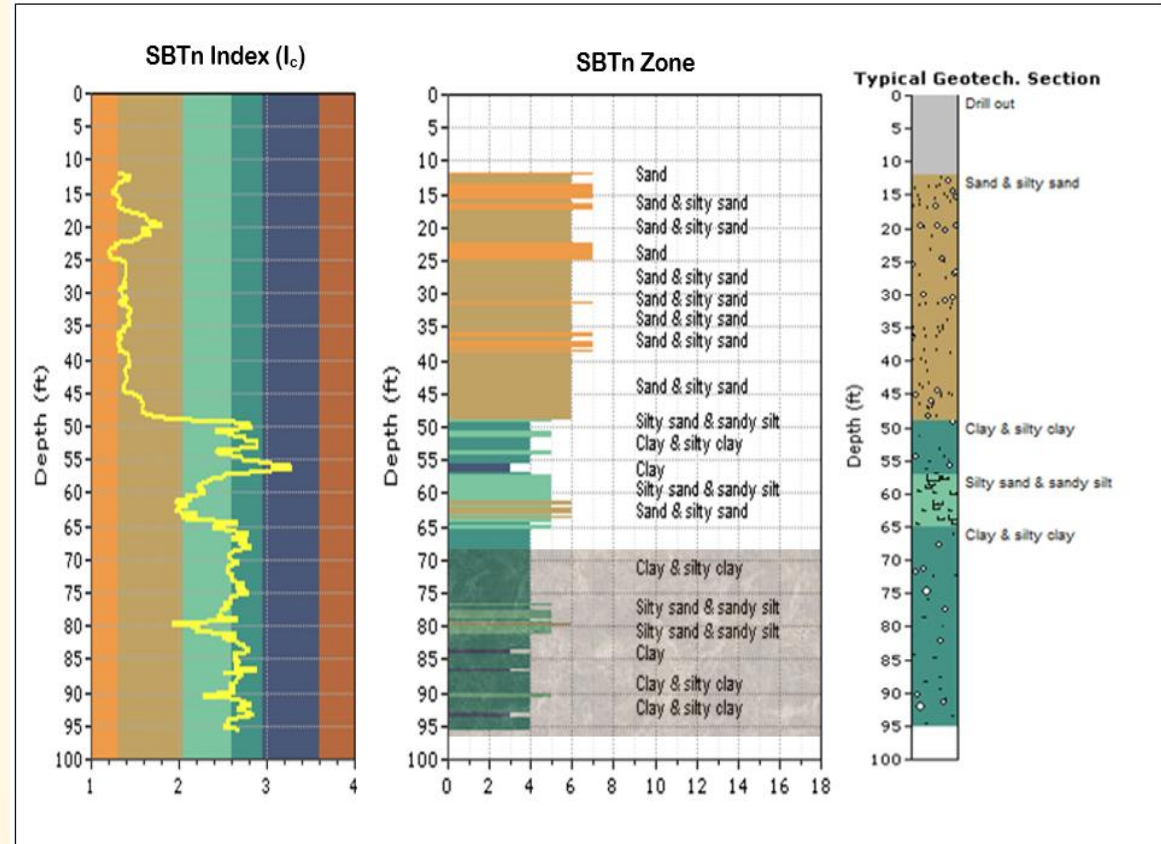 SBTn Index (Ic)
0
5
10
15
20
25
30
35
40
45
50
55
60
65
70
75
80
85
90
95
100
Depth (ft)
1
2
3
4
SBTn Zone
0
5
10
15
20
25
30
35
40
45
50
55
60
65
70
75
80
85
90
95
100
Depth (ft)
Sand
Sand & silty sand
Sand & silty sand
Sand
Sand & silty sand
Sand & silty sand
Sand & silty sand
Sand & silty sand
Sand & silty sand
Silty sand & sandy silt
Clay & silty clay
Clay
Silty sand & sandy silt
Sand & silty sand
Clay & silty clay
Silty sand & sandy silt
Silty sand & sandy silt
Clay
Clay & silty clay
Clay & silty clay
0
2
4
6
8
10
12
14
16
18
Typical Geotech. Section
0
5
10
15
20
25
30
35
40
45
50
55
60
65
70
75
80
85
90
95
100
Depth (ft)
Drill out
Sand & silty sand
Clay & silty clay
Silty sand & sandy silt
Clay & silty clay